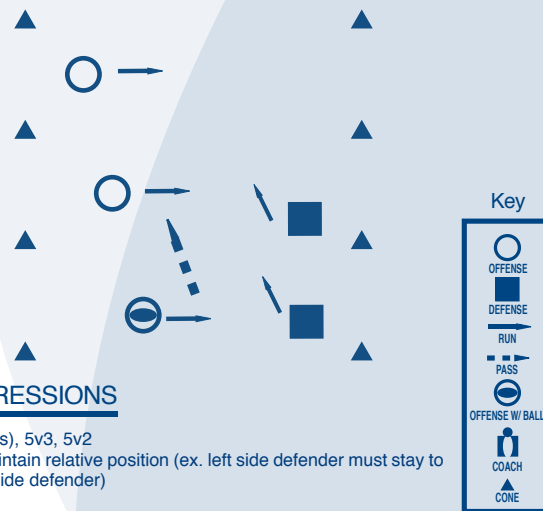 Key
OFFENSE
DEFENSE
RUN
PASS
OFFENSE W/ BALL
COACH
CONE
RESSIONS
s), 5v3, 5v2
intain relative position (ex. left side defender must stay to
ide defender)